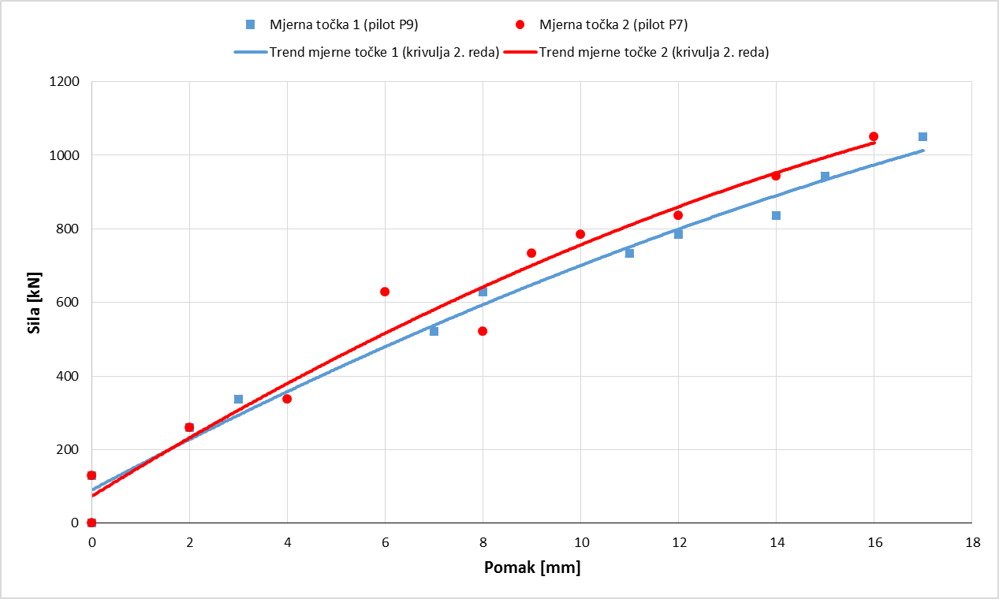 Mjerna točka 1 (pilot P9) Mjerna točka 2 (pilot P7)
Trend mjerne točke 1 (krivulja 2. reda) Trend mjerne točke 2 (krivulja 2. reda)
1200
1000
800
600
400
200
0
Sila [kN]
0 2 4 6 8 10 12 14 16 18
Pomak [mm]